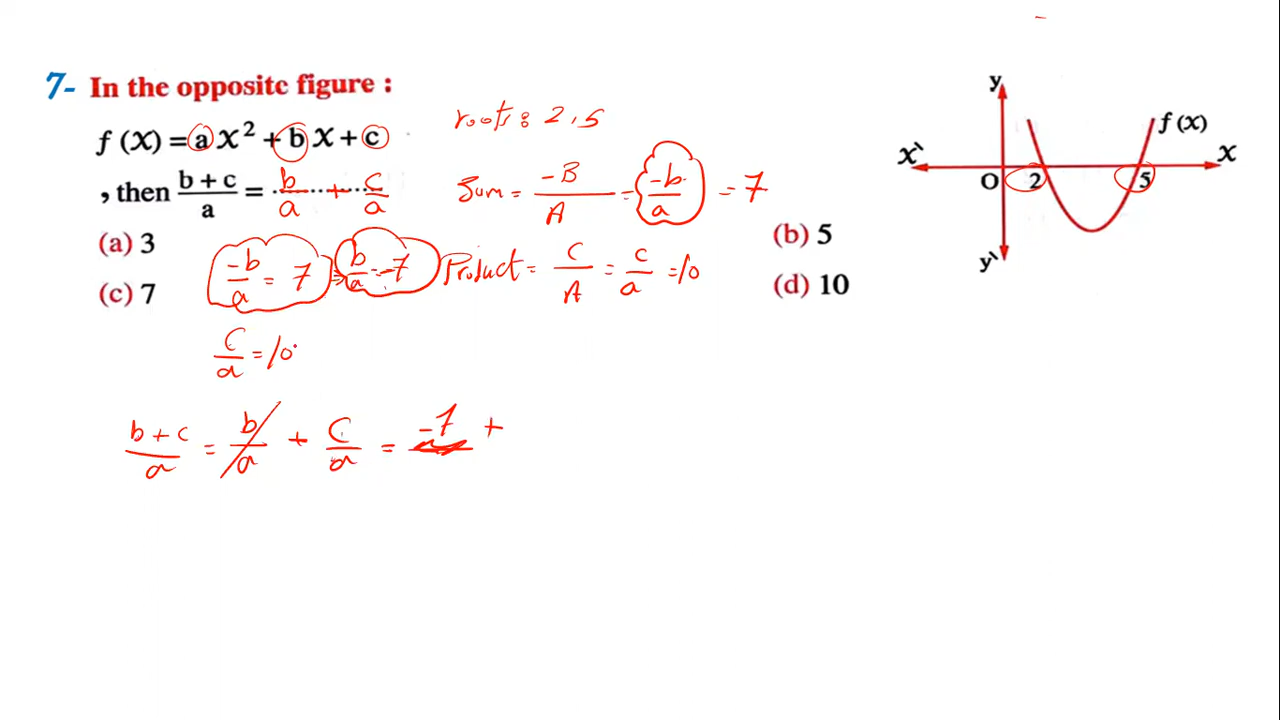 7- In the opposite figure :
f (X) = a X² + b X + c
, then (b + c)/a = ............ b/a + c/a
(a) 3
(b) 5
(c) 7
(d) 10
roots : 2 , 5
Sum = -B/A = -b/a = 7
Product = C/A = c/a = 10
-b/a = 7 ⇒ b/a = -7
c/a = 10
(b + c)/a = b/a + c/a = -7 +
y
f (X)
X` X
O 2 5
y`